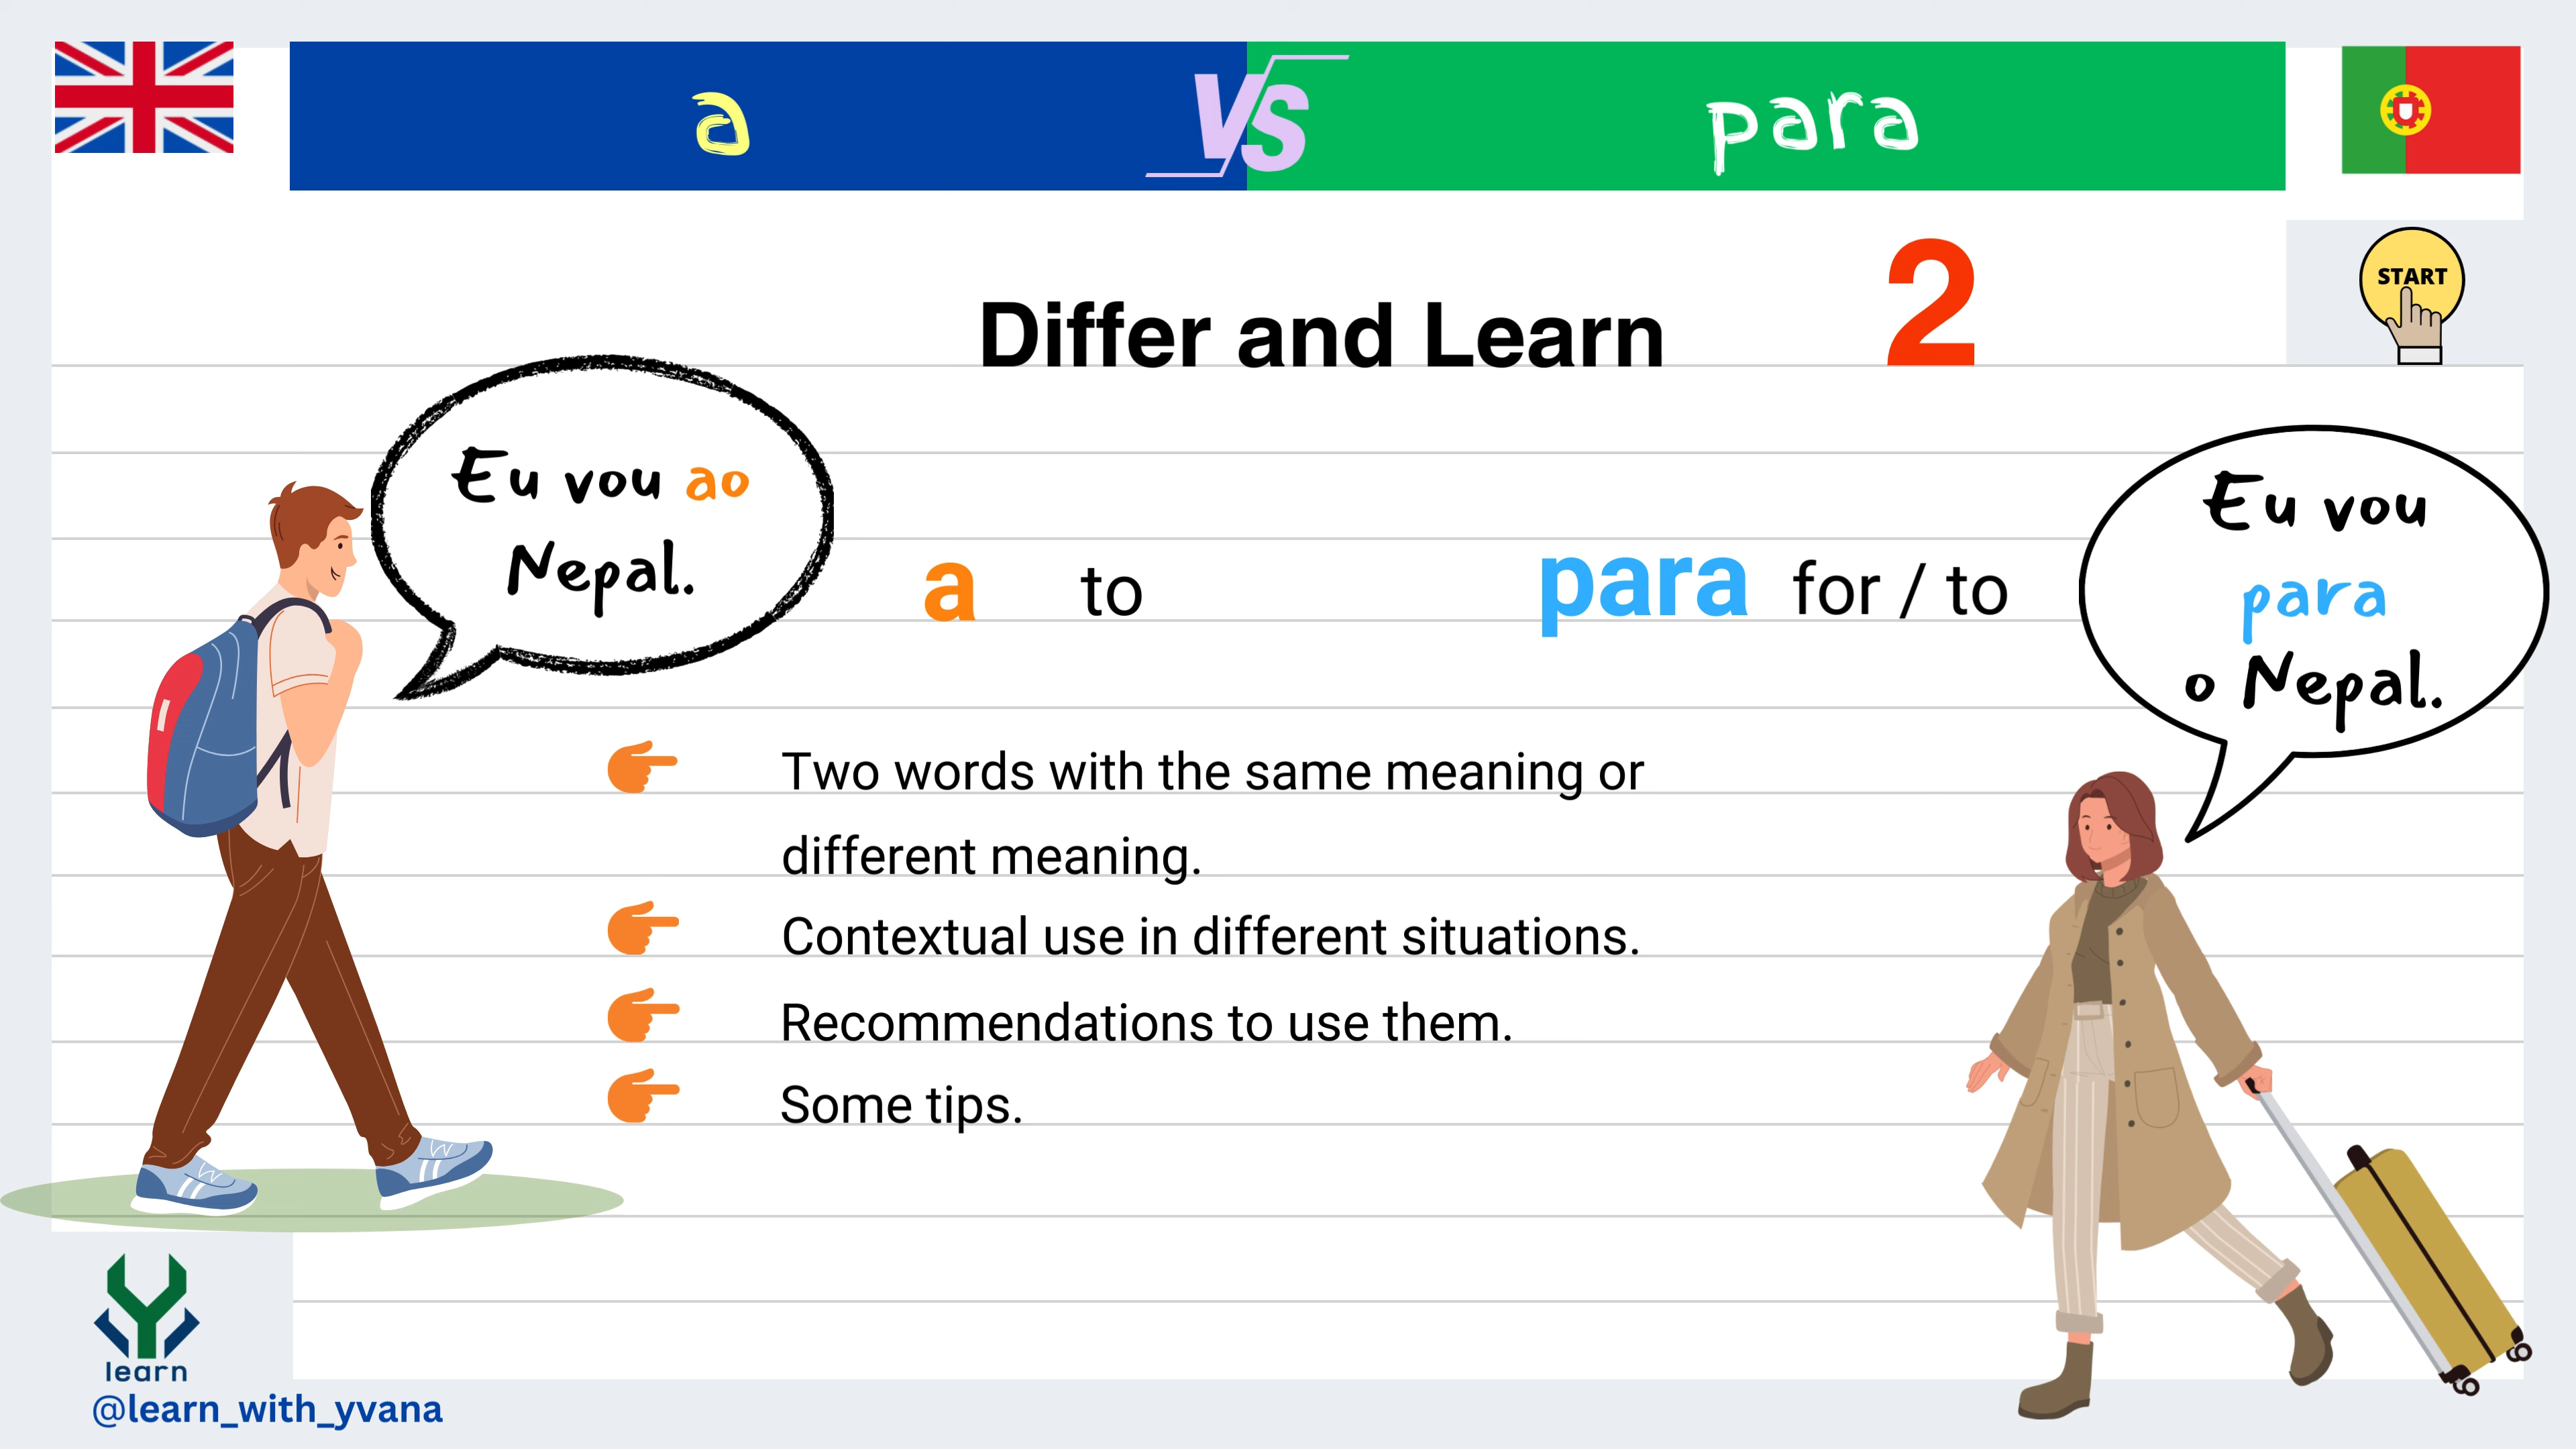 a VS para
START
Differ and Learn 2
Eu vou ao
Nepal.
a to
para for / to
Eu vou
para
o Nepal.
Two words with the same meaning or
different meaning.
Contextual use in different situations.
Recommendations to use them.
Some tips.
learn
@learn_with_yvana